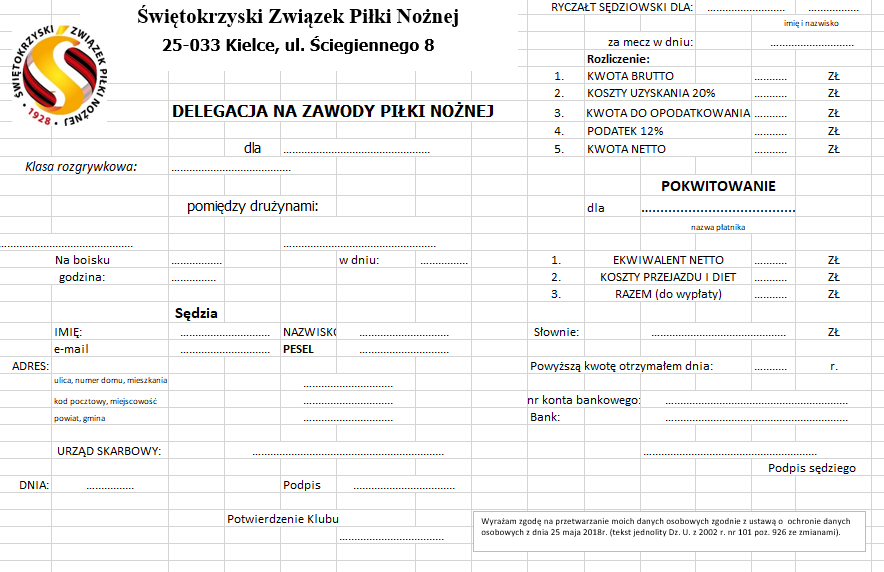 ŚWIĘTOKRZYSKI ZWIĄZEK PIŁKI NOŻNEJ
• 1928 •
Świętokrzyski Związek Piłki Nożnej
25-033 Kielce, ul. Ściegiennego 8
DELEGACJA NA ZAWODY PIŁKI NOŻNEJ
dla ................................................
Klasa rozgrywkowa: ........................................
pomiędzy drużynami:
............................................. ...................................................
Na boisku ................. w dniu: ................
godzina: ...............
Sędzia
IMIĘ: .............................. NAZWISKO ..............................
e-mail .............................. PESEL ..............................
ADRES:
ulica, numer domu, mieszkania ..............................
kod pocztowy, miejscowość ..............................
powiat, gmina ..............................
URZĄD SKARBOWY: .......................................................
DNIA: ................ Podpis ..................................
Potwierdzenie Klubu
...................................
RYCZAŁT SĘDZIOWSKI DLA: .......................... .................
imię i nazwisko
za mecz w dniu: ............................
Rozliczenie:
1. KWOTA BRUTTO ........... ZŁ
2. KOSZTY UZYSKANIA 20% ........... ZŁ
3. KWOTA DO OPODATKOWANIA ........... ZŁ
4. PODATEK 12% ........... ZŁ
5. KWOTA NETTO ........... ZŁ
POKWITOWANIE
dla .......................................
nazwa płatnika
1. EKWIWALENT NETTO ........... ZŁ
2. KOSZTY PRZEJAZDU I DIET ........... ZŁ
3. RAZEM (do wypłaty) ........... ZŁ
Słownie: ............................................. ZŁ
Powyższą kwotę otrzymałem dnia: ........... r.
nr konta bankowego: .............................................................
Bank: .............................................................
..........................................................
Podpis sędziego
Wyrażam zgodę na przetwarzanie moich danych osobowych zgodnie z ustawą o ochronie danych
osobowych z dnia 25 maja 2018r. (tekst jednolity Dz. U. z 2002 r. nr 101 poz. 926 ze zmianami).